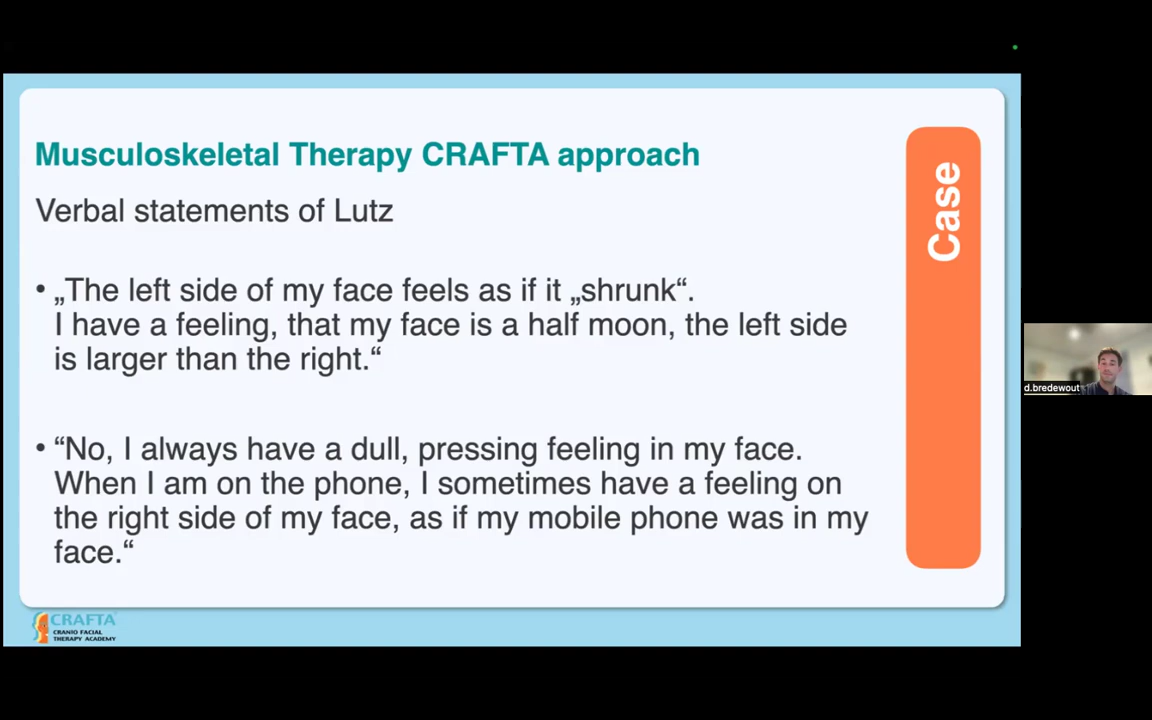 Musculoskeletal Therapy CRAFTA approach
Verbal statements of Lutz
• „The left side of my face feels as if it „shrunk“.
I have a feeling, that my face is a half moon, the left side
is larger than the right.“
• “No, I always have a dull, pressing feeling in my face.
When I am on the phone, I sometimes have a feeling on
the right side of my face, as if my mobile phone was in my
face.“
Case
d.bredewout
CRAFTA
CRANIO FACIAL
THERAPY ACADEMY